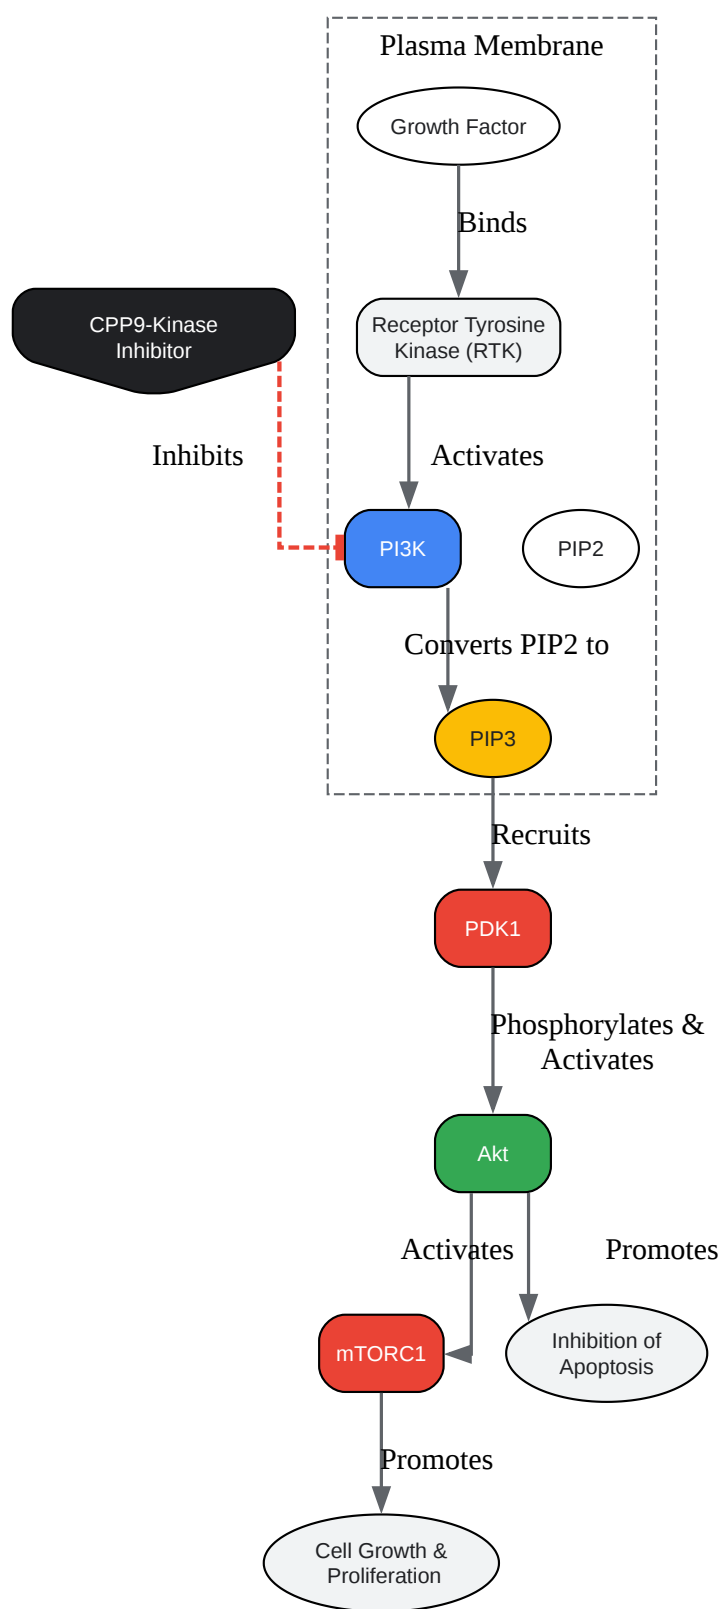 Plasma Membrane
Growth Factor
Binds
CPP9-Kinase
Inhibitor
Receptor Tyrosine
Kinase (RTK)
Inhibits
Activates
PI3K
PIP2
Converts PIP2 to
PIP3
Recruits
PDK1
Phosphorylates &
Activates
Akt
Activates
Promotes
mTORC1
Inhibition of
Apoptosis
Promotes
Cell Growth &
Proliferation